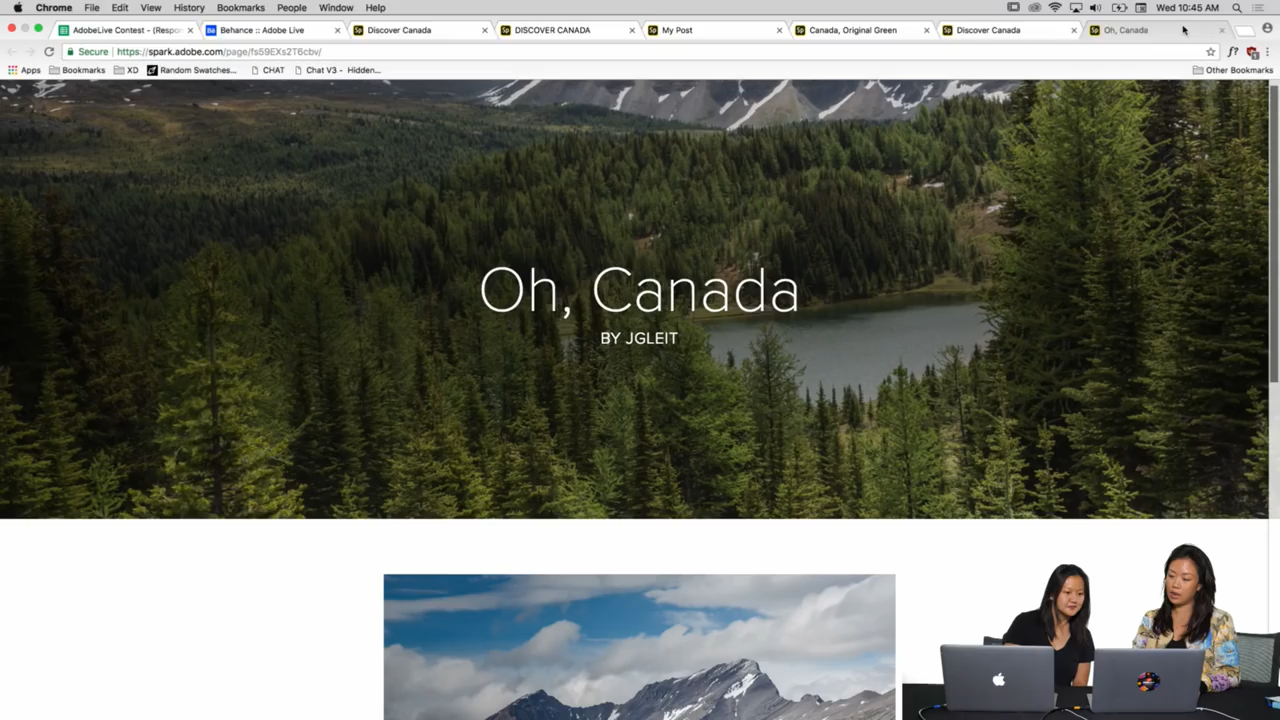 Chrome File Edit View History Bookmarks People Window Help Wed 10:45 AM
AdobeLive Contest - (Respon Behance :: Adobe Live Discover Canada DISCOVER CANADA My Post Canada, Original Green Discover Canada Oh, Canada
Secure https://spark.adobe.com/page/fs59EXs2T6cbv/ f?
Apps Bookmarks XD Random Swatches... CHAT Chat V3 - Hidden... Other Bookmarks
Oh, Canada
BY JGLEIT